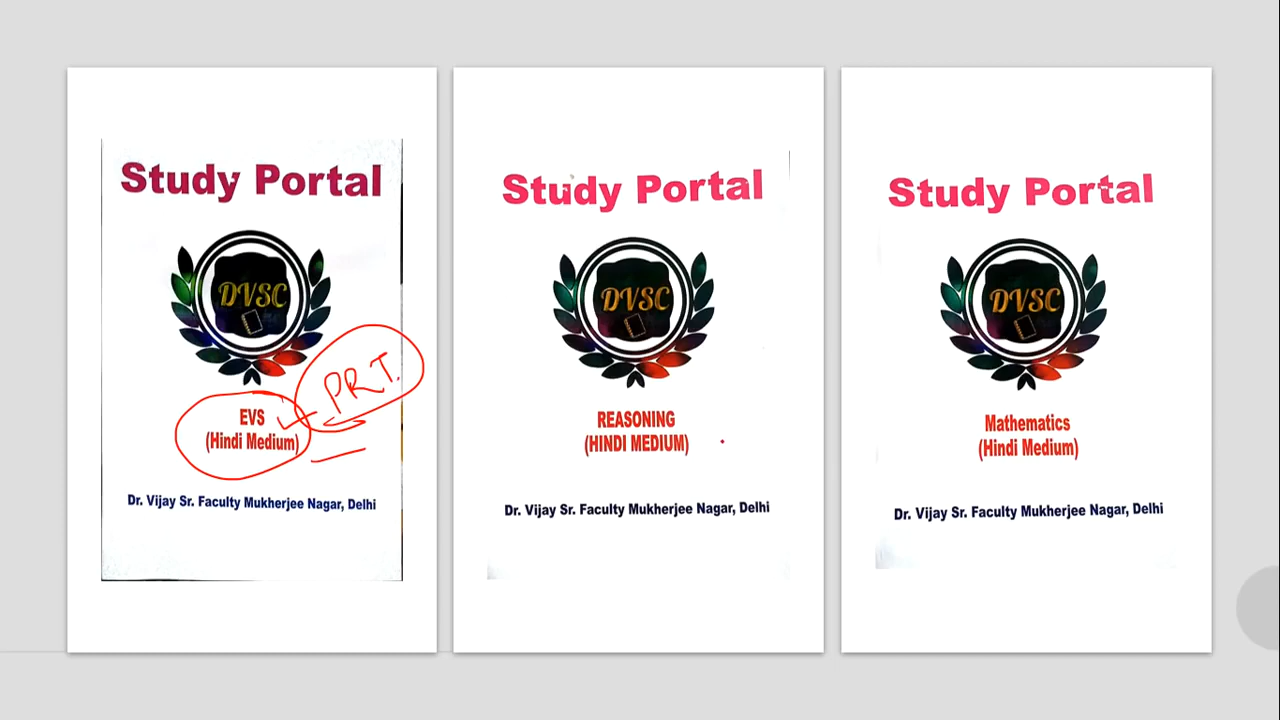 Study Portal
DVSC
EVS
(Hindi Medium)
PRT.
Dr. Vijay Sr. Faculty Mukherjee Nagar, Delhi
Study Portal
DVSC
REASONING
(HINDI MEDIUM)
Dr. Vijay Sr. Faculty Mukherjee Nagar, Delhi
Study Portal
DVSC
Mathematics
(Hindi Medium)
Dr. Vijay Sr. Faculty Mukherjee Nagar, Delhi